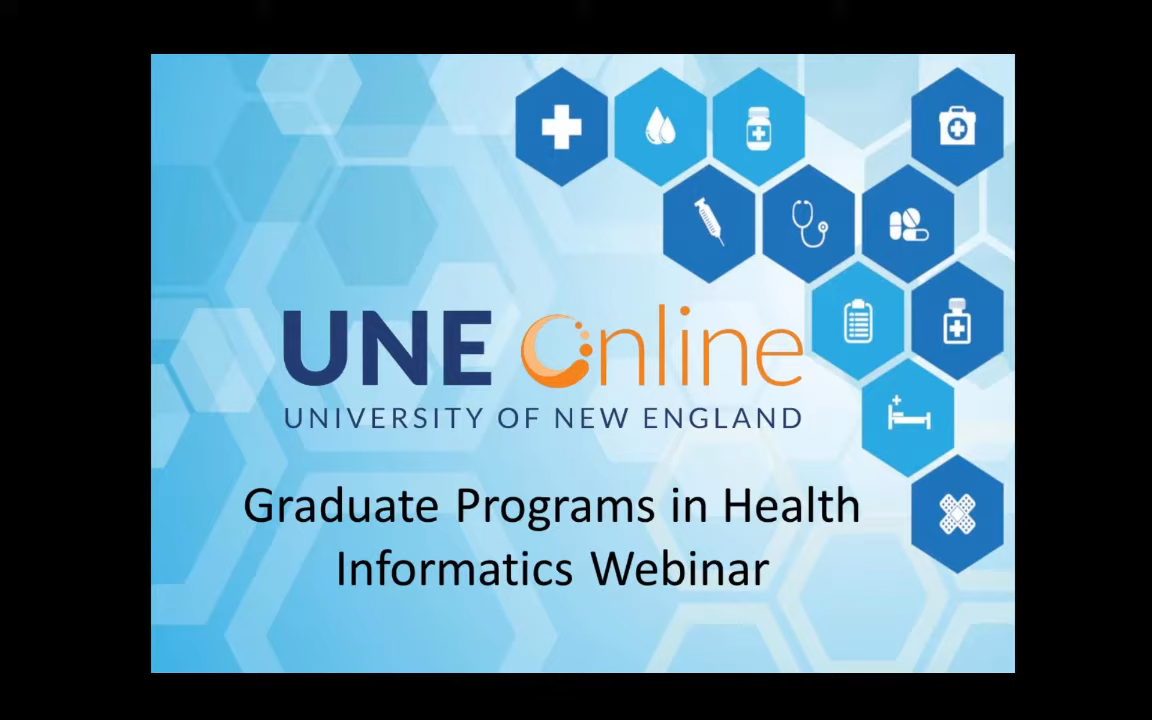 UNE Online
UNIVERSITY OF NEW ENGLAND
Graduate Programs in Health
Informatics Webinar